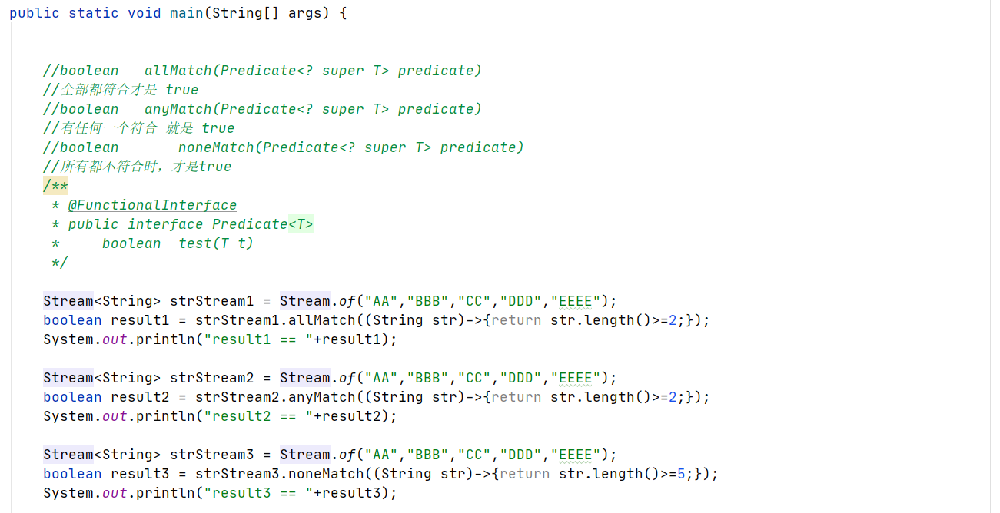 public static void main(String[] args) {
//boolean   allMatch(Predicate<? super T> predicate)
//全部都符合才是 true
//boolean   anyMatch(Predicate<? super T> predicate)
//有任何一个符合 就是 true
//boolean       noneMatch(Predicate<? super T> predicate)
//所有都不符合时，才是true
/**
 * @FunctionalInterface
 * public interface Predicate<T>
 *     boolean  test(T t)
 */
Stream<String> strStream1 = Stream.of("AA","BBB","CC","DDD","EEEE");
boolean result1 = strStream1.allMatch((String str)->{return str.length()>=2;});
System.out.println("result1 == "+result1);
Stream<String> strStream2 = Stream.of("AA","BBB","CC","DDD","EEEE");
boolean result2 = strStream2.anyMatch((String str)->{return str.length()>=2;});
System.out.println("result2 == "+result2);
Stream<String> strStream3 = Stream.of("AA","BBB","CC","DDD","EEEE");
boolean result3 = strStream3.noneMatch((String str)->{return str.length()>=5;});
System.out.println("result3 == "+result3);